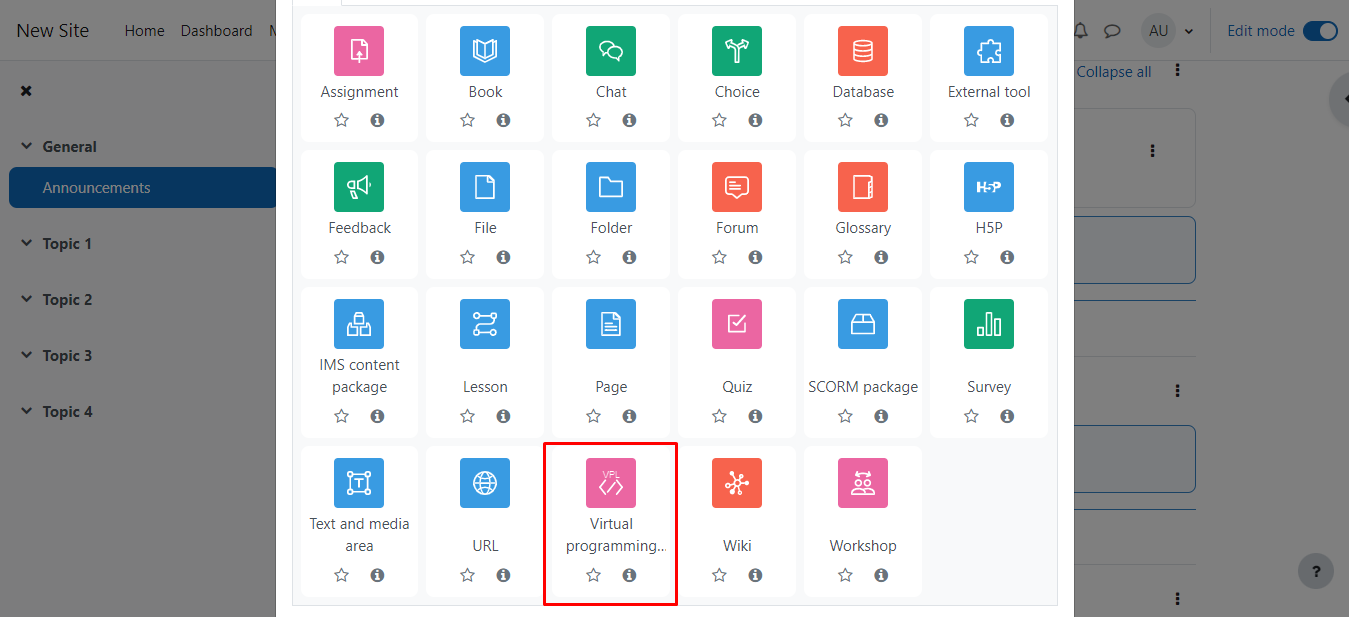 New Site
Home
Dashboard
AU
Edit mode
Collapse all
General
Announcements
Topic 1
Topic 2
Topic 3
Topic 4
Assignment
Book
Chat
Choice
Database
External tool
Feedback
File
Folder
Forum
Glossary
H5P
H5P
IMS content
package
Lesson
Page
Quiz
SCORM package
Survey
Text and media
area
URL
VPL
Virtual
programming...
Wiki
Workshop
?